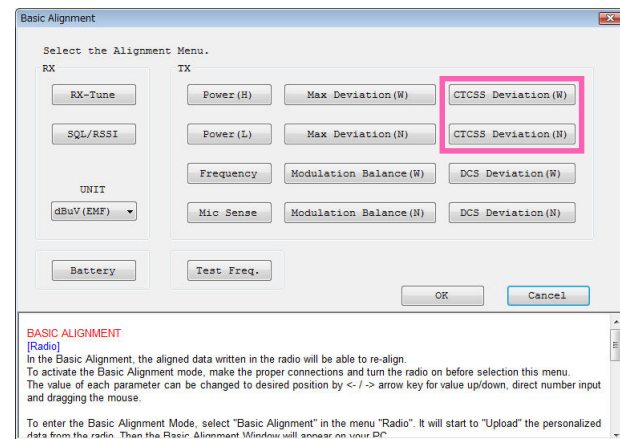 Basic Alignment
Select the Alignment Menu.
RX TX
RX-Tune Power(H) Max Deviation(W) CTCSS Deviation(W)
SQL/RSSI Power(L) Max Deviation(N) CTCSS Deviation(N)
Frequency Modulation Balance(W) DCS Deviation(W)
UNIT
dBuV(EMF) Mic Sense Modulation Balance(N) DCS Deviation(N)
Battery Test Freq.
OK Cancel
BASIC ALIGNMENT
[Radio]
In the Basic Alignment, the aligned data written in the radio will be able to re-align.
To activate the Basic Alignment mode, make the proper connections and turn the radio on before selection this menu.
The value of each parameter can be changed to desired position by <- / -> arrow key for value up/down, direct number input
and dragging the mouse.
To enter the Basic Alignment Mode, select "Basic Alignment" in the menu "Radio". It will start to "Upload" the personalized
data from the radio. Then the Basic Alignment Window will appear on your PC.